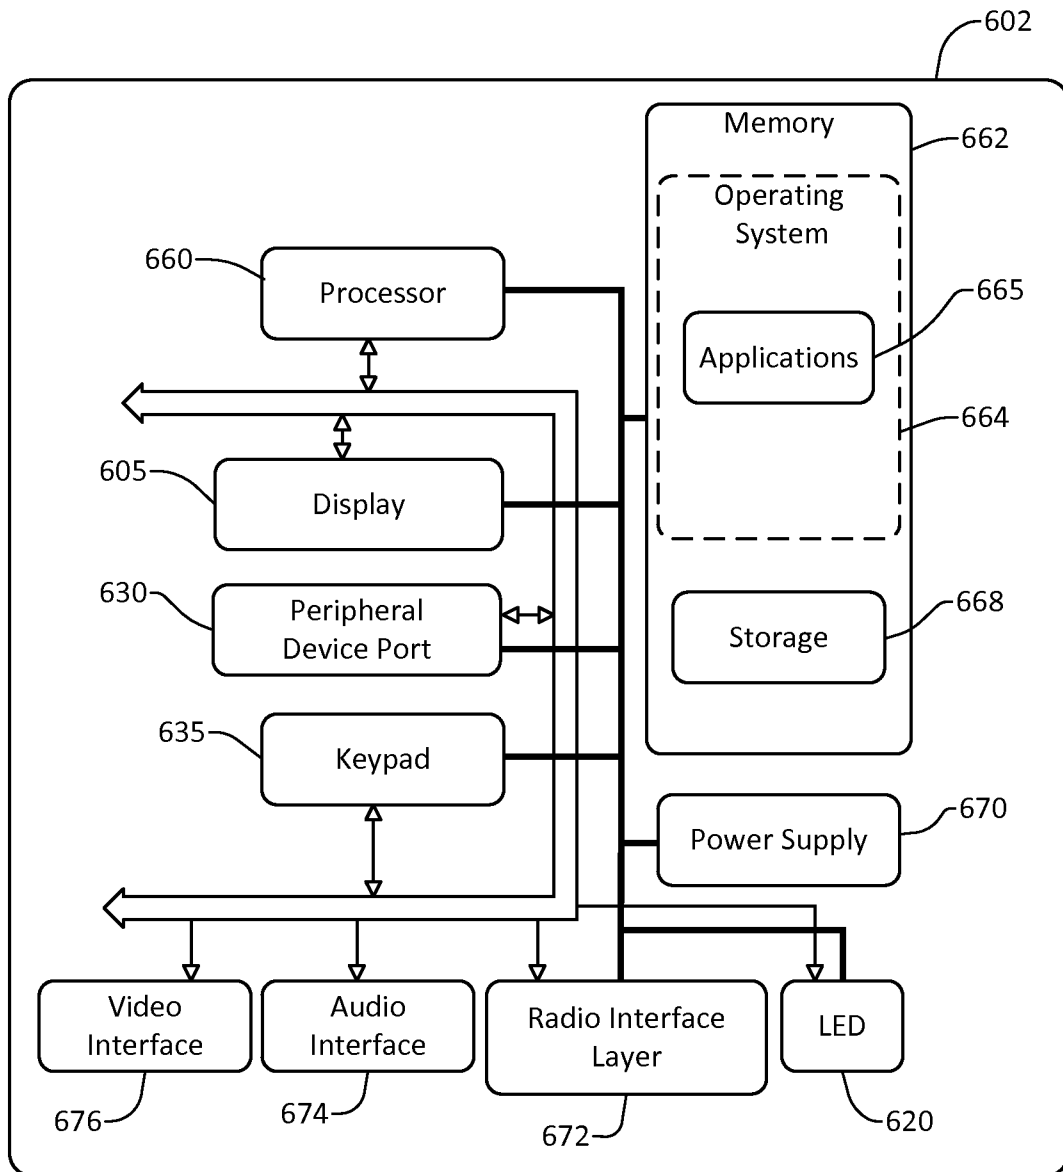 602
Memory
662
Operating
System
660
Processor
665
Applications
664
605
Display
630
Peripheral
Device Port
668
Storage
635
Keypad
670
Power Supply
Video
Interface
Audio
Interface
Radio Interface
Layer
LED
676
674
672
620